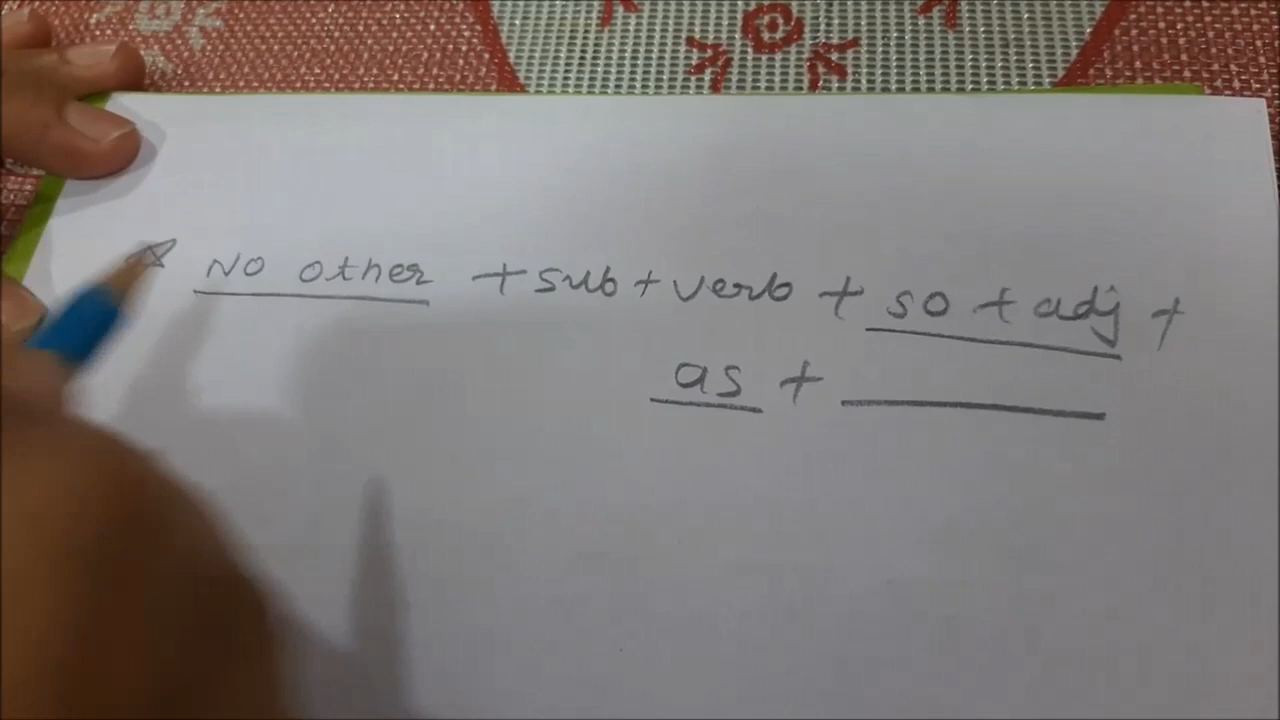 No other + sub + verb + so + adj +
as + ________